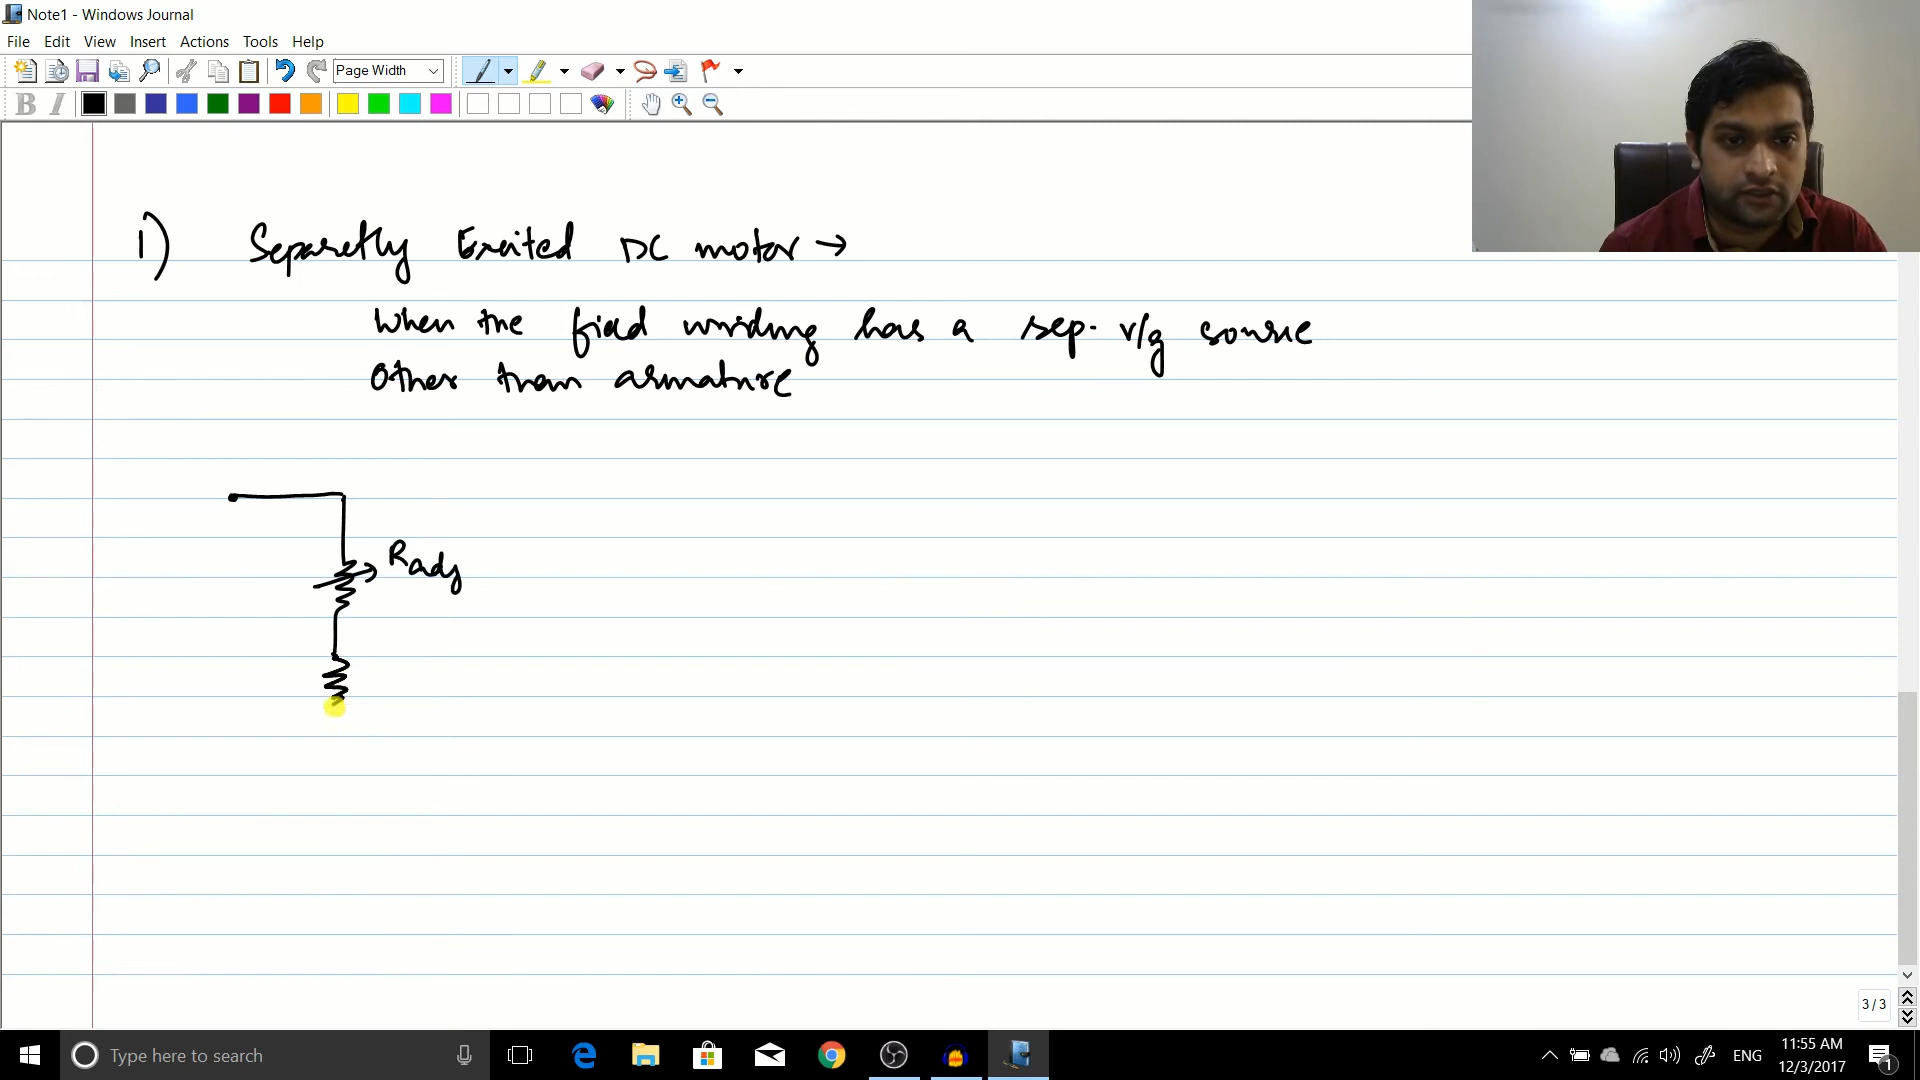 Note1 - Windows Journal
File Edit View Insert Actions Tools Help
Page Width
B I
1) Separetly Excited DC motor →
When the field winding has a sep. v/g source
Other than armature
Radj
3 / 3
Type here to search
ENG
11:55 AM
12/3/2017
1